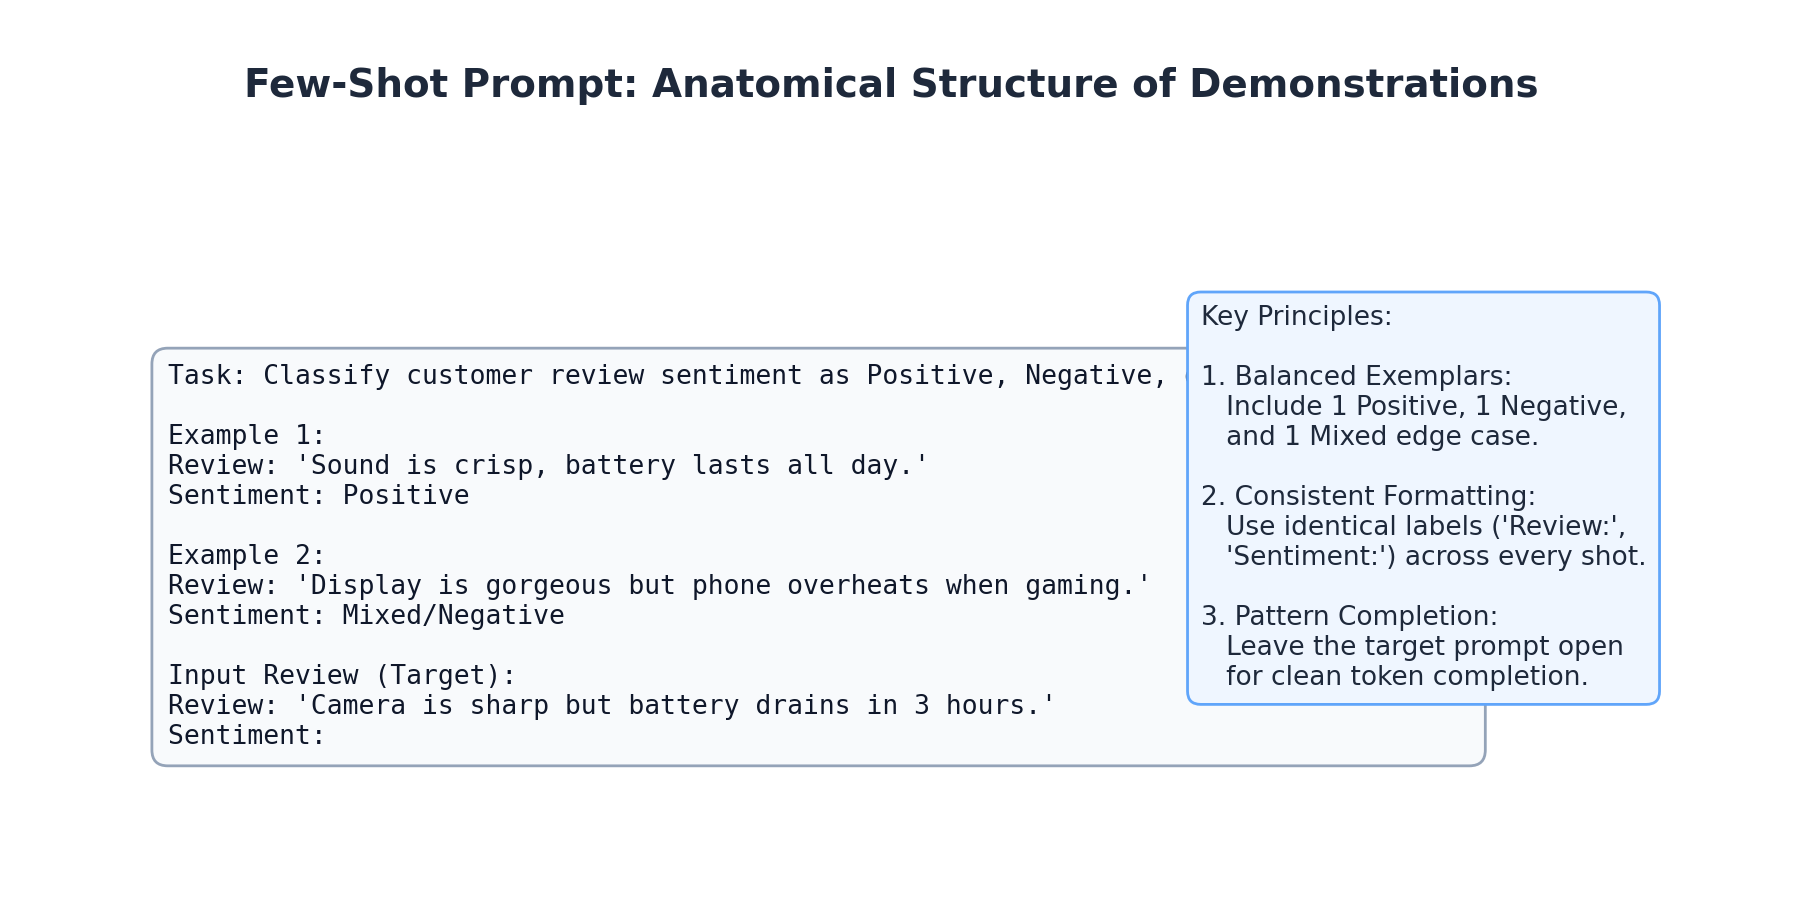 Few-Shot Prompt: Anatomical Structure of Demonstrations
Task: Classify customer review sentiment as Positive, Negative,
Example 1:
Review: 'Sound is crisp, battery lasts all day.'
Sentiment: Positive
Example 2:
Review: 'Display is gorgeous but phone overheats when gaming.'
Sentiment: Mixed/Negative
Input Review (Target):
Review: 'Camera is sharp but battery drains in 3 hours.'
Sentiment:
Key Principles:
1. Balanced Exemplars:
Include 1 Positive, 1 Negative,
and 1 Mixed edge case.
2. Consistent Formatting:
Use identical labels ('Review:',
'Sentiment:') across every shot.
3. Pattern Completion:
Leave the target prompt open
for clean token completion.